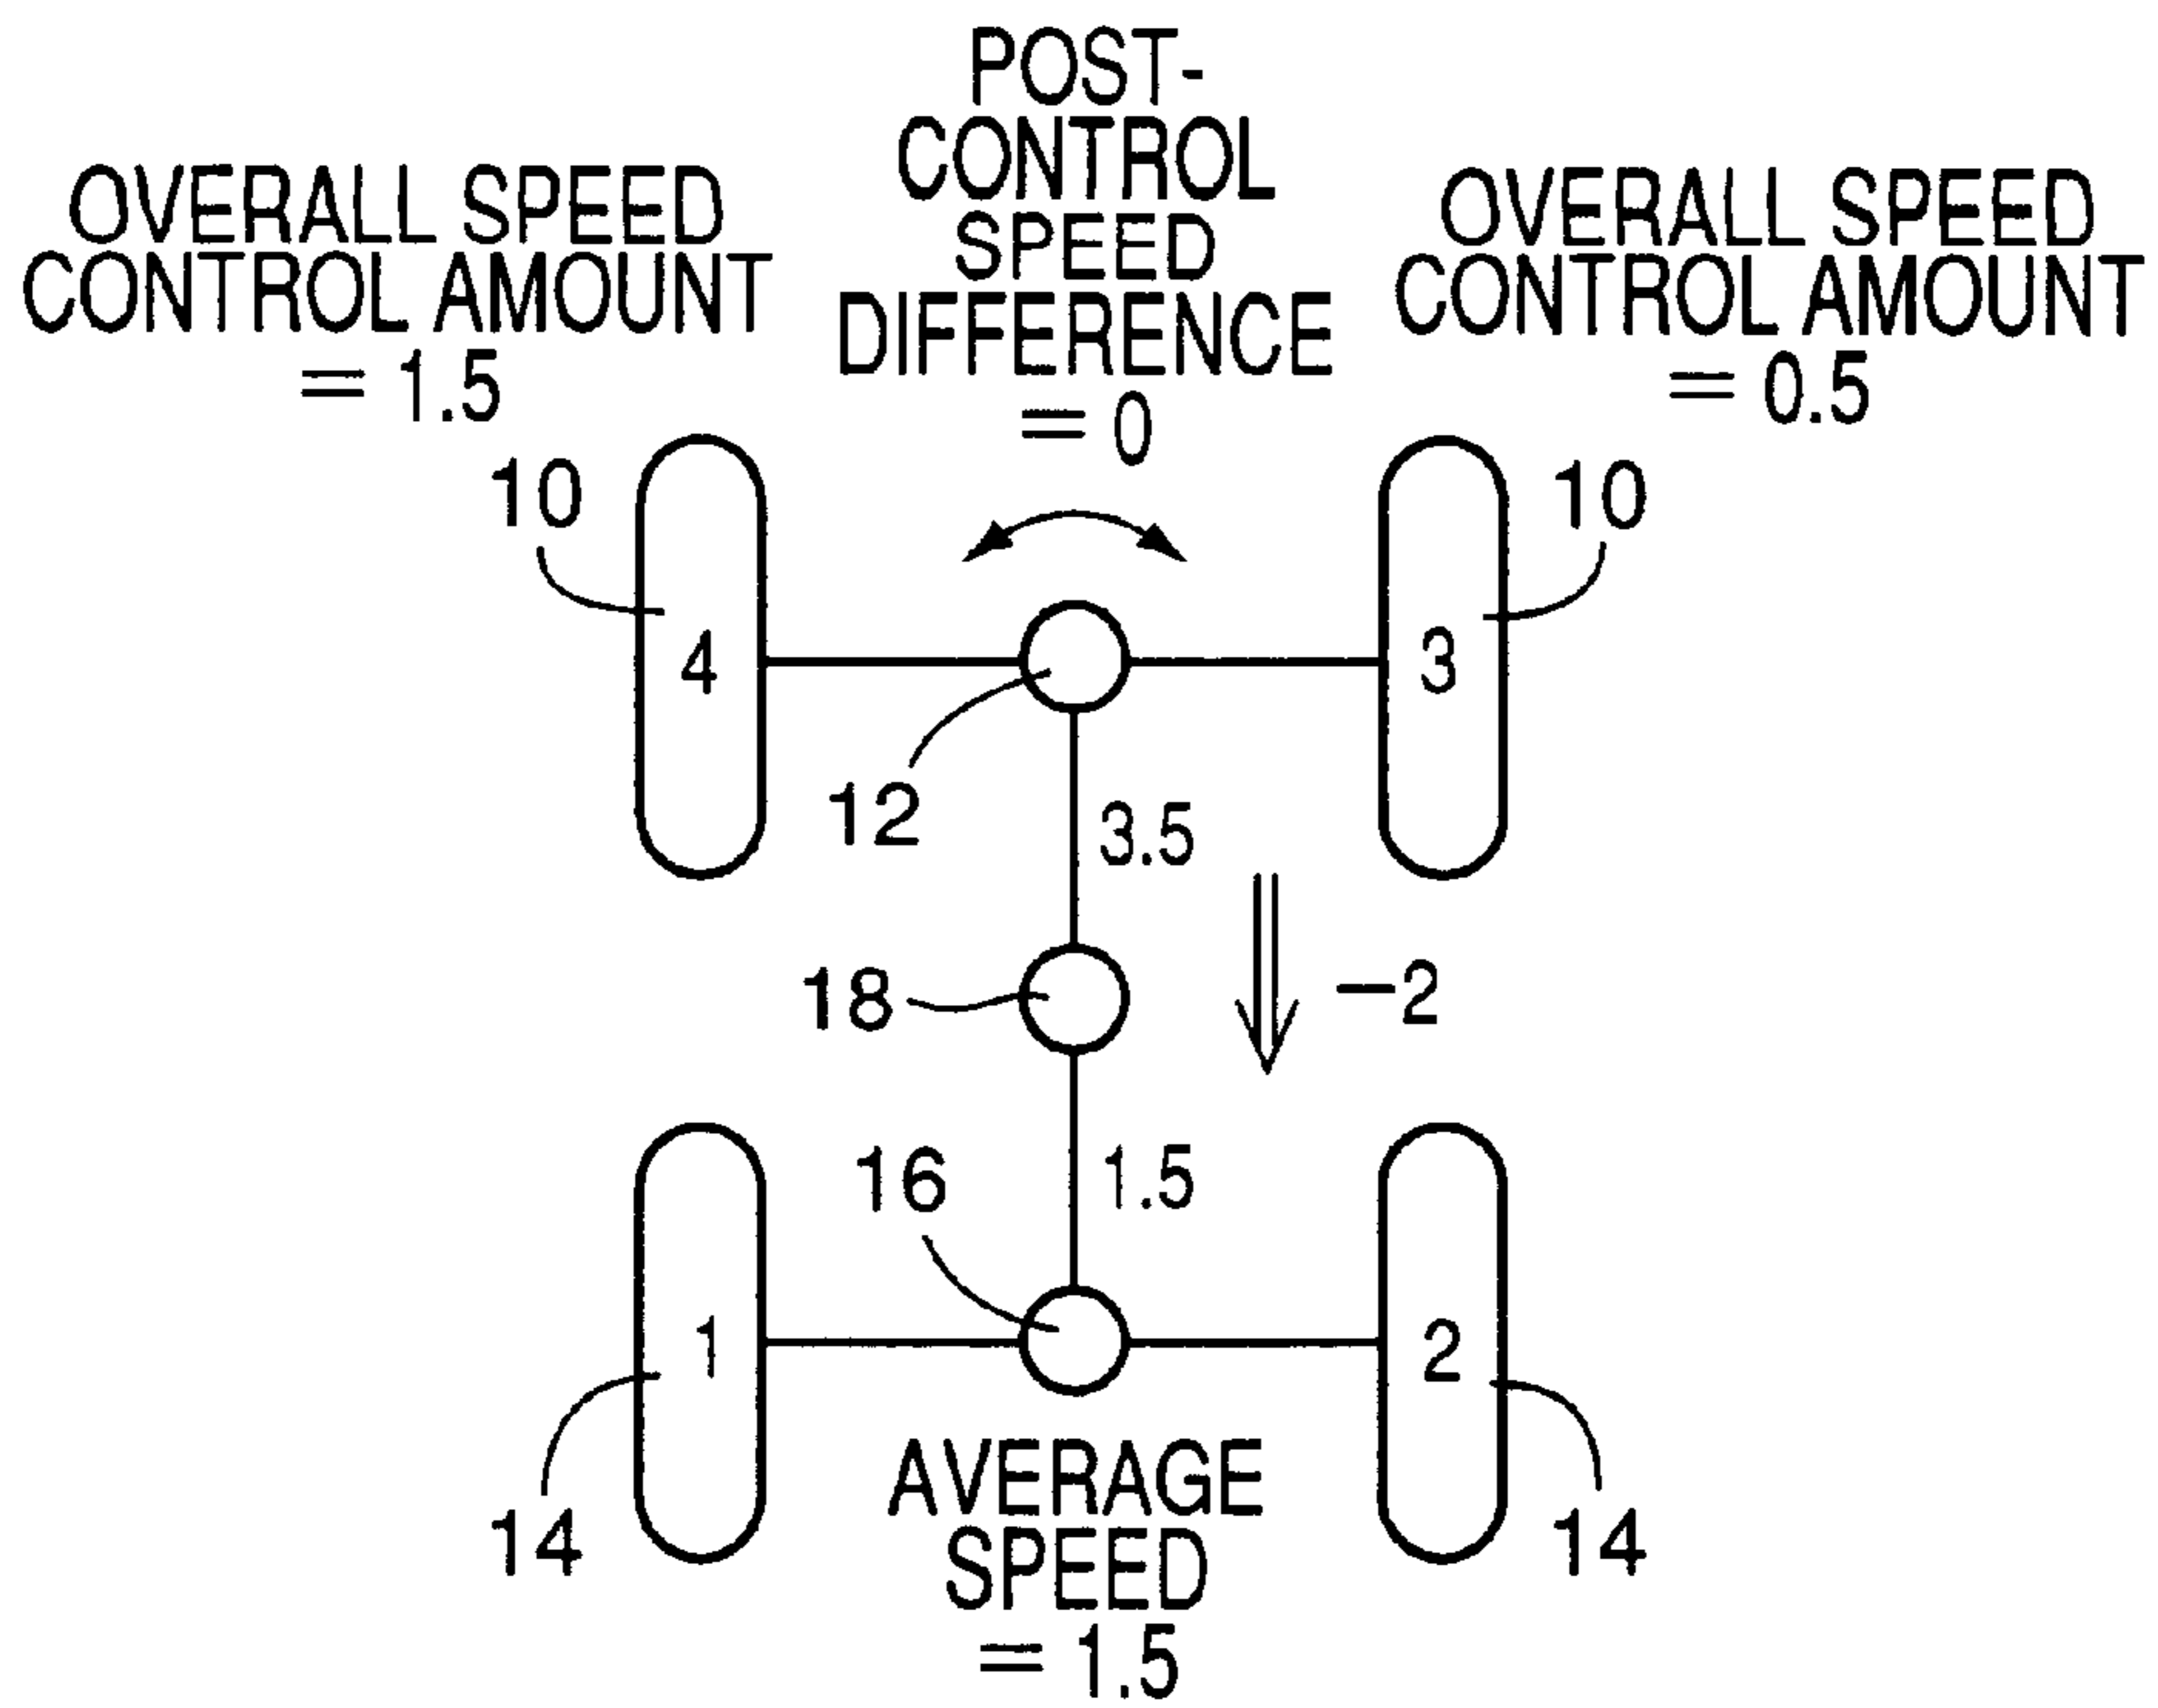 POST-
CONTROL
SPEED
DIFFERENCE
= 0
OVERALL SPEED
CONTROL AMOUNT
= 1.5
OVERALL SPEED
CONTROL AMOUNT
= 0.5
10
10
4
3
12
3.5
18
−2
16
1.5
1
2
14
14
AVERAGE
SPEED
= 1.5